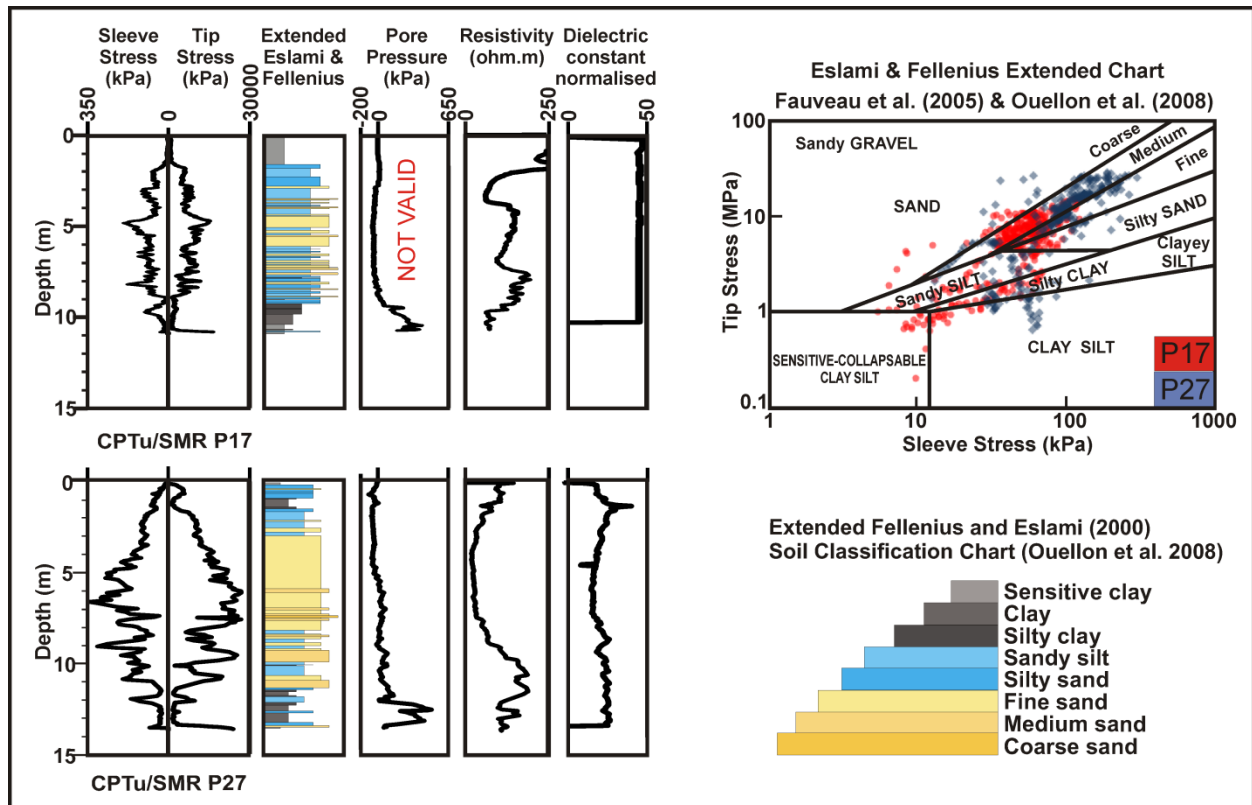 Sleeve Stress (kPa)
Tip Stress (kPa)
Extended Eslami & Fellenius
Pore Pressure (kPa)
Resistivity (ohm.m)
Dielectric constant normalised
350
0
30000
-200
0
650
0
250
0
50
0
5
10
15
Depth (m)
NOT VALID
CPTu/SMR P17
0
5
10
15
Depth (m)
CPTu/SMR P27
Eslami & Fellenius Extended Chart
Fauveau et al. (2005) & Ouellon et al. (2008)
100
10
1
0.1
Tip Stress (MPa)
Sandy GRAVEL
Coarse
Medium
Fine
SAND
Silty SAND
Clayey SILT
Sandy SILT
Silty CLAY
CLAY SILT
SENSITIVE-COLLAPSABLE
CLAY SILT
P17
P27
1
10
100
1000
Sleeve Stress (kPa)
Extended Fellenius and Eslami (2000)
Soil Classification Chart (Ouellon et al. 2008)
Sensitive clay
Clay
Silty clay
Sandy silt
Silty sand
Fine sand
Medium sand
Coarse sand